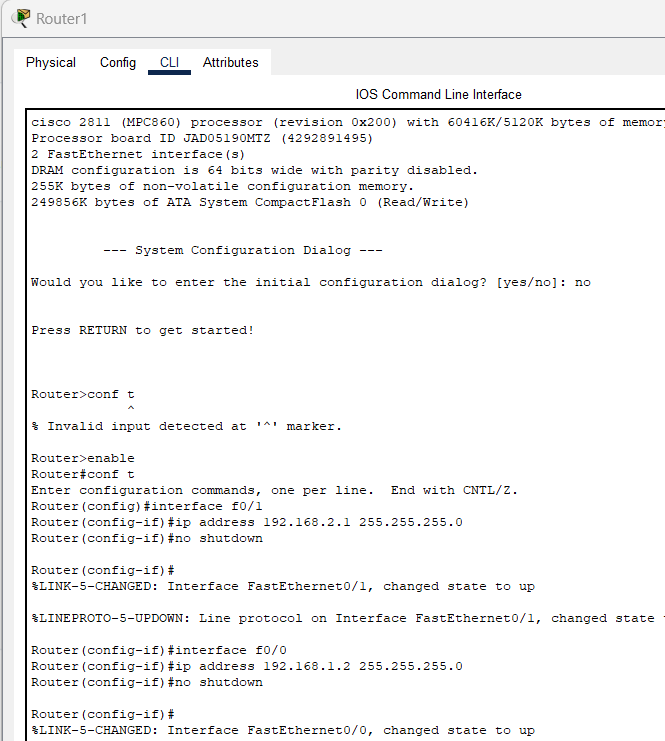 Router1
Physical Config CLI Attributes
IOS Command Line Interface
cisco 2811 (MPC860) processor (revision 0x200) with 60416K/5120K bytes of memory
Processor board ID JAD05190MTZ (4292891495)
2 FastEthernet interface(s)
DRAM configuration is 64 bits wide with parity disabled.
255K bytes of non-volatile configuration memory.
249856K bytes of ATA System CompactFlash 0 (Read/Write)
--- System Configuration Dialog ---
Would you like to enter the initial configuration dialog? [yes/no]: no
Press RETURN to get started!
Router>conf t
^
% Invalid input detected at '^' marker.
Router>enable
Router#conf t
Enter configuration commands, one per line.  End with CNTL/Z.
Router(config)#interface f0/1
Router(config-if)#ip address 192.168.2.1 255.255.255.0
Router(config-if)#no shutdown
Router(config-if)#
%LINK-5-CHANGED: Interface FastEthernet0/1, changed state to up
%LINEPROTO-5-UPDOWN: Line protocol on Interface FastEthernet0/1, changed state
Router(config-if)#interface f0/0
Router(config-if)#ip address 192.168.1.2 255.255.255.0
Router(config-if)#no shutdown
Router(config-if)#
%LINK-5-CHANGED: Interface FastEthernet0/0, changed state to up